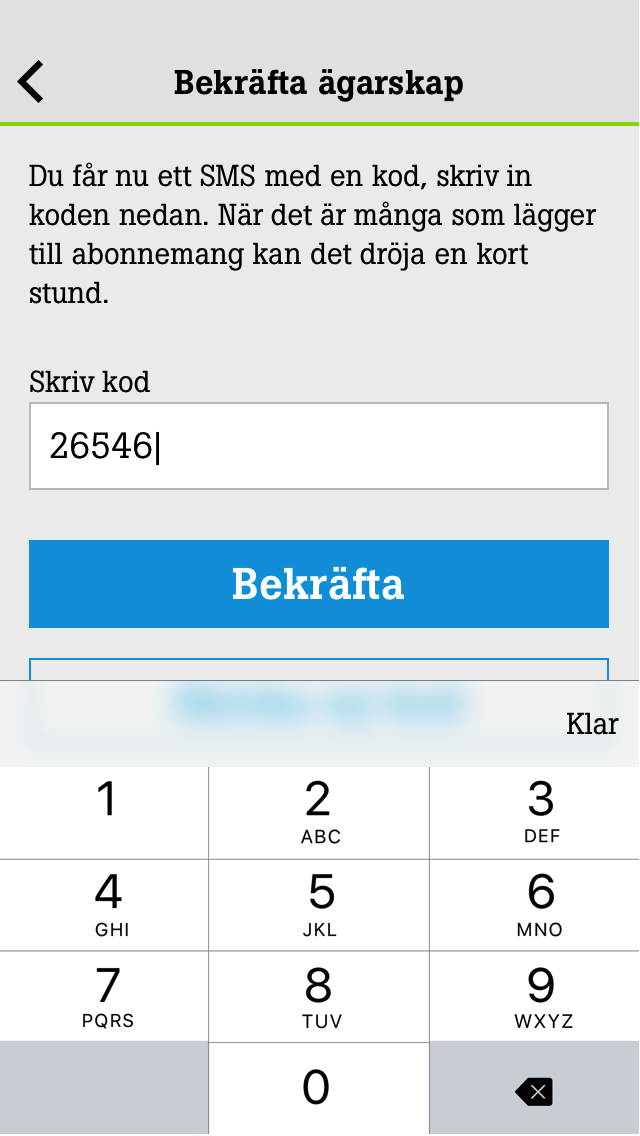 Bekräfta ägarskap
Du får nu ett SMS med en kod, skriv in
koden nedan. När det är många som lägger
till abonnemang kan det dröja en kort
stund.
Skriv kod
26546
Bekräfta
Klar
1 2 3
ABC DEF
4 5 6
GHI JKL MNO
7 8 9
PQRS TUV WXYZ
0